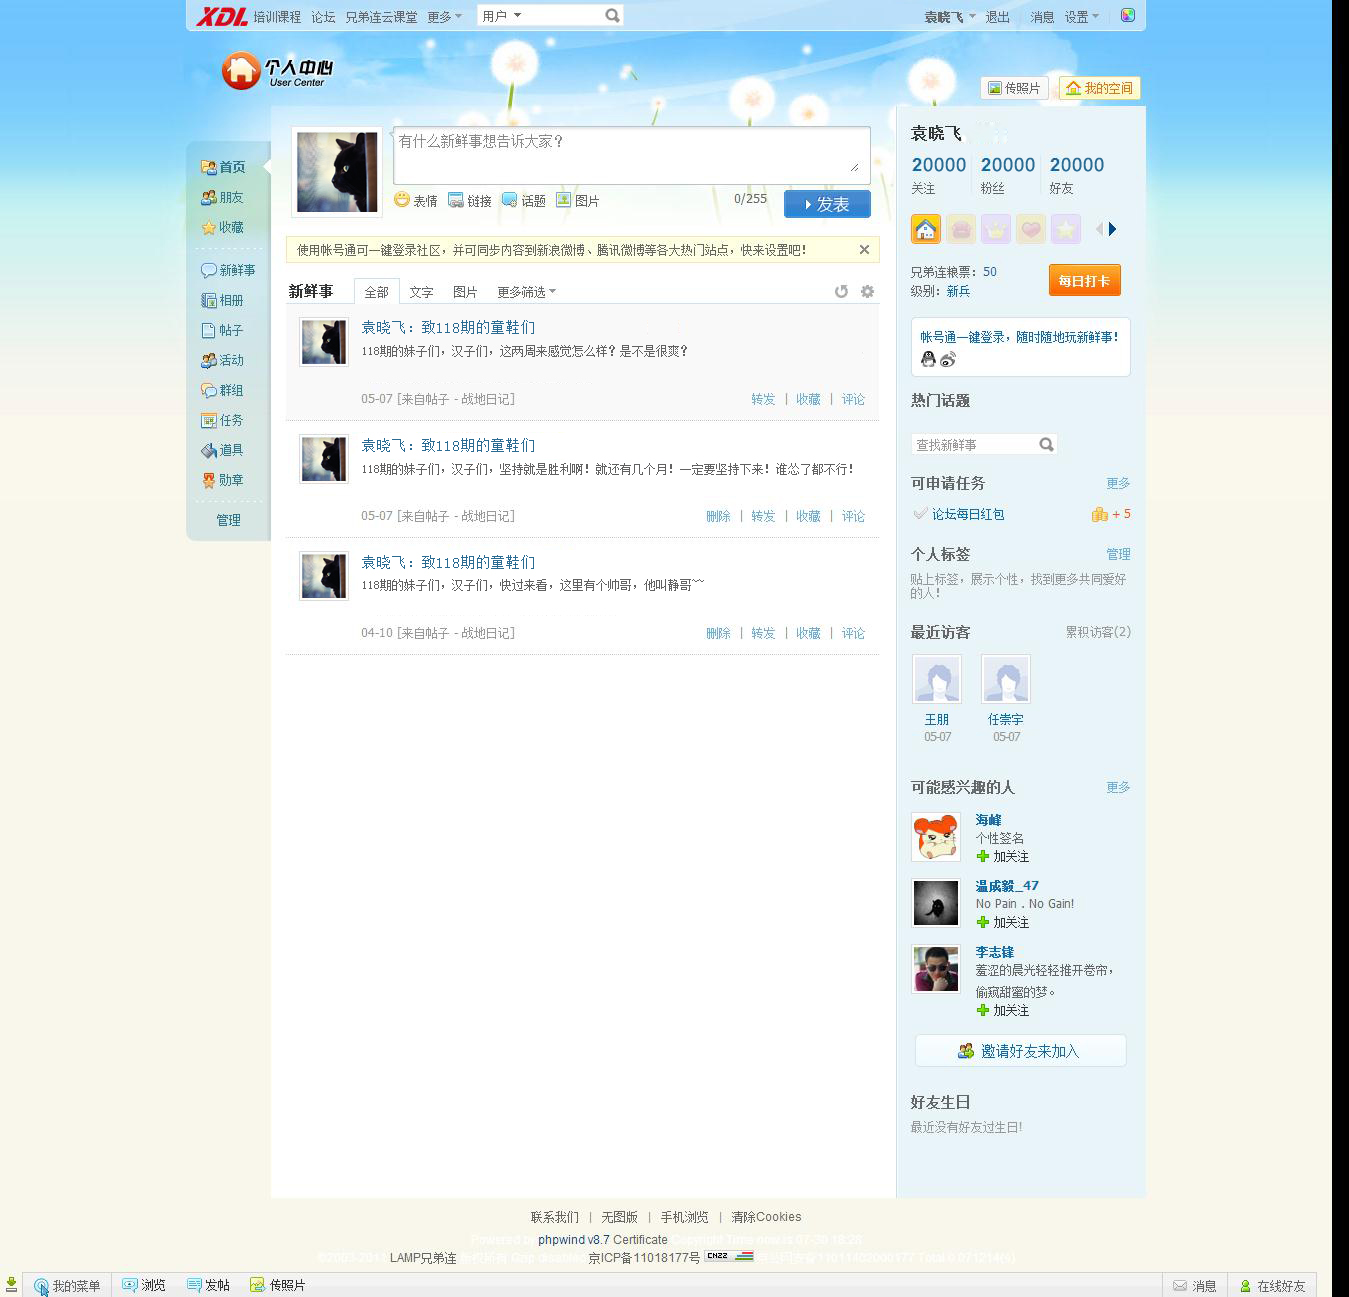 XDL 培训课程 论坛 兄弟连云课堂 更多 用户 袁晓飞 退出 消息 设置
个人中心
User Center
传照片 我的空间
有什么新鲜事想告诉大家？
表情 链接 话题 图片 0/255 发表
首页
朋友
收藏
新鲜事
相册
帖子
活动
群组
任务
道具
勋章
管理
使用帐号通可一键登录社区，并可同步内容到新浪微博、腾讯微博等各大热门站点，快来设置吧！
新鲜事 全部 文字 图片 更多筛选
袁晓飞：致118期的童鞋们
118期的妹子们，汉子们，这两周来感觉怎么样？是不是很爽？
05-07 [来自帖子 - 战地日记] 转发 | 收藏 | 评论
袁晓飞：致118期的童鞋们
118期的妹子们，汉子们，坚持就是胜利啊！就还有几个月！一定要坚持下来！谁怂了都不行！
05-07 [来自帖子 - 战地日记] 删除 | 转发 | 收藏 | 评论
袁晓飞：致118期的童鞋们
118期的妹子们，汉子们，快过来看，这里有个帅哥，他叫静哥~~
04-10 [来自帖子 - 战地日记] 删除 | 转发 | 收藏 | 评论
袁晓飞
20000 20000 20000
关注 粉丝 好友
兄弟连粮票：50
级别：新兵
每日打卡
帐号通一键登录，随时随地玩新鲜事！
热门话题
查找新鲜事
可申请任务 更多
论坛每日红包 + 5
个人标签 管理
贴上标签，展示个性，找到更多共同爱好
的人！
最近访客 累积访客(2)
王朋 任崇宇
05-07 05-07
可能感兴趣的人 更多
海峰
个性签名
加关注
温成毅_47
No Pain . No Gain!
加关注
李志锋
羞涩的晨光轻轻推开卷帘，
偷窥甜蜜的梦。
加关注
邀请好友来加入
好友生日
最近没有好友过生日!
联系我们 | 无图版 | 手机浏览 | 清除Cookies
Powered by phpwind v8.7 Certificate Copyright Time now is:07-30 18:28
LAMP兄弟连 版权所有 Gzip disabled 京ICP备11018177号 CNZZ
我的菜单 浏览 发帖 传照片 消息 在线好友